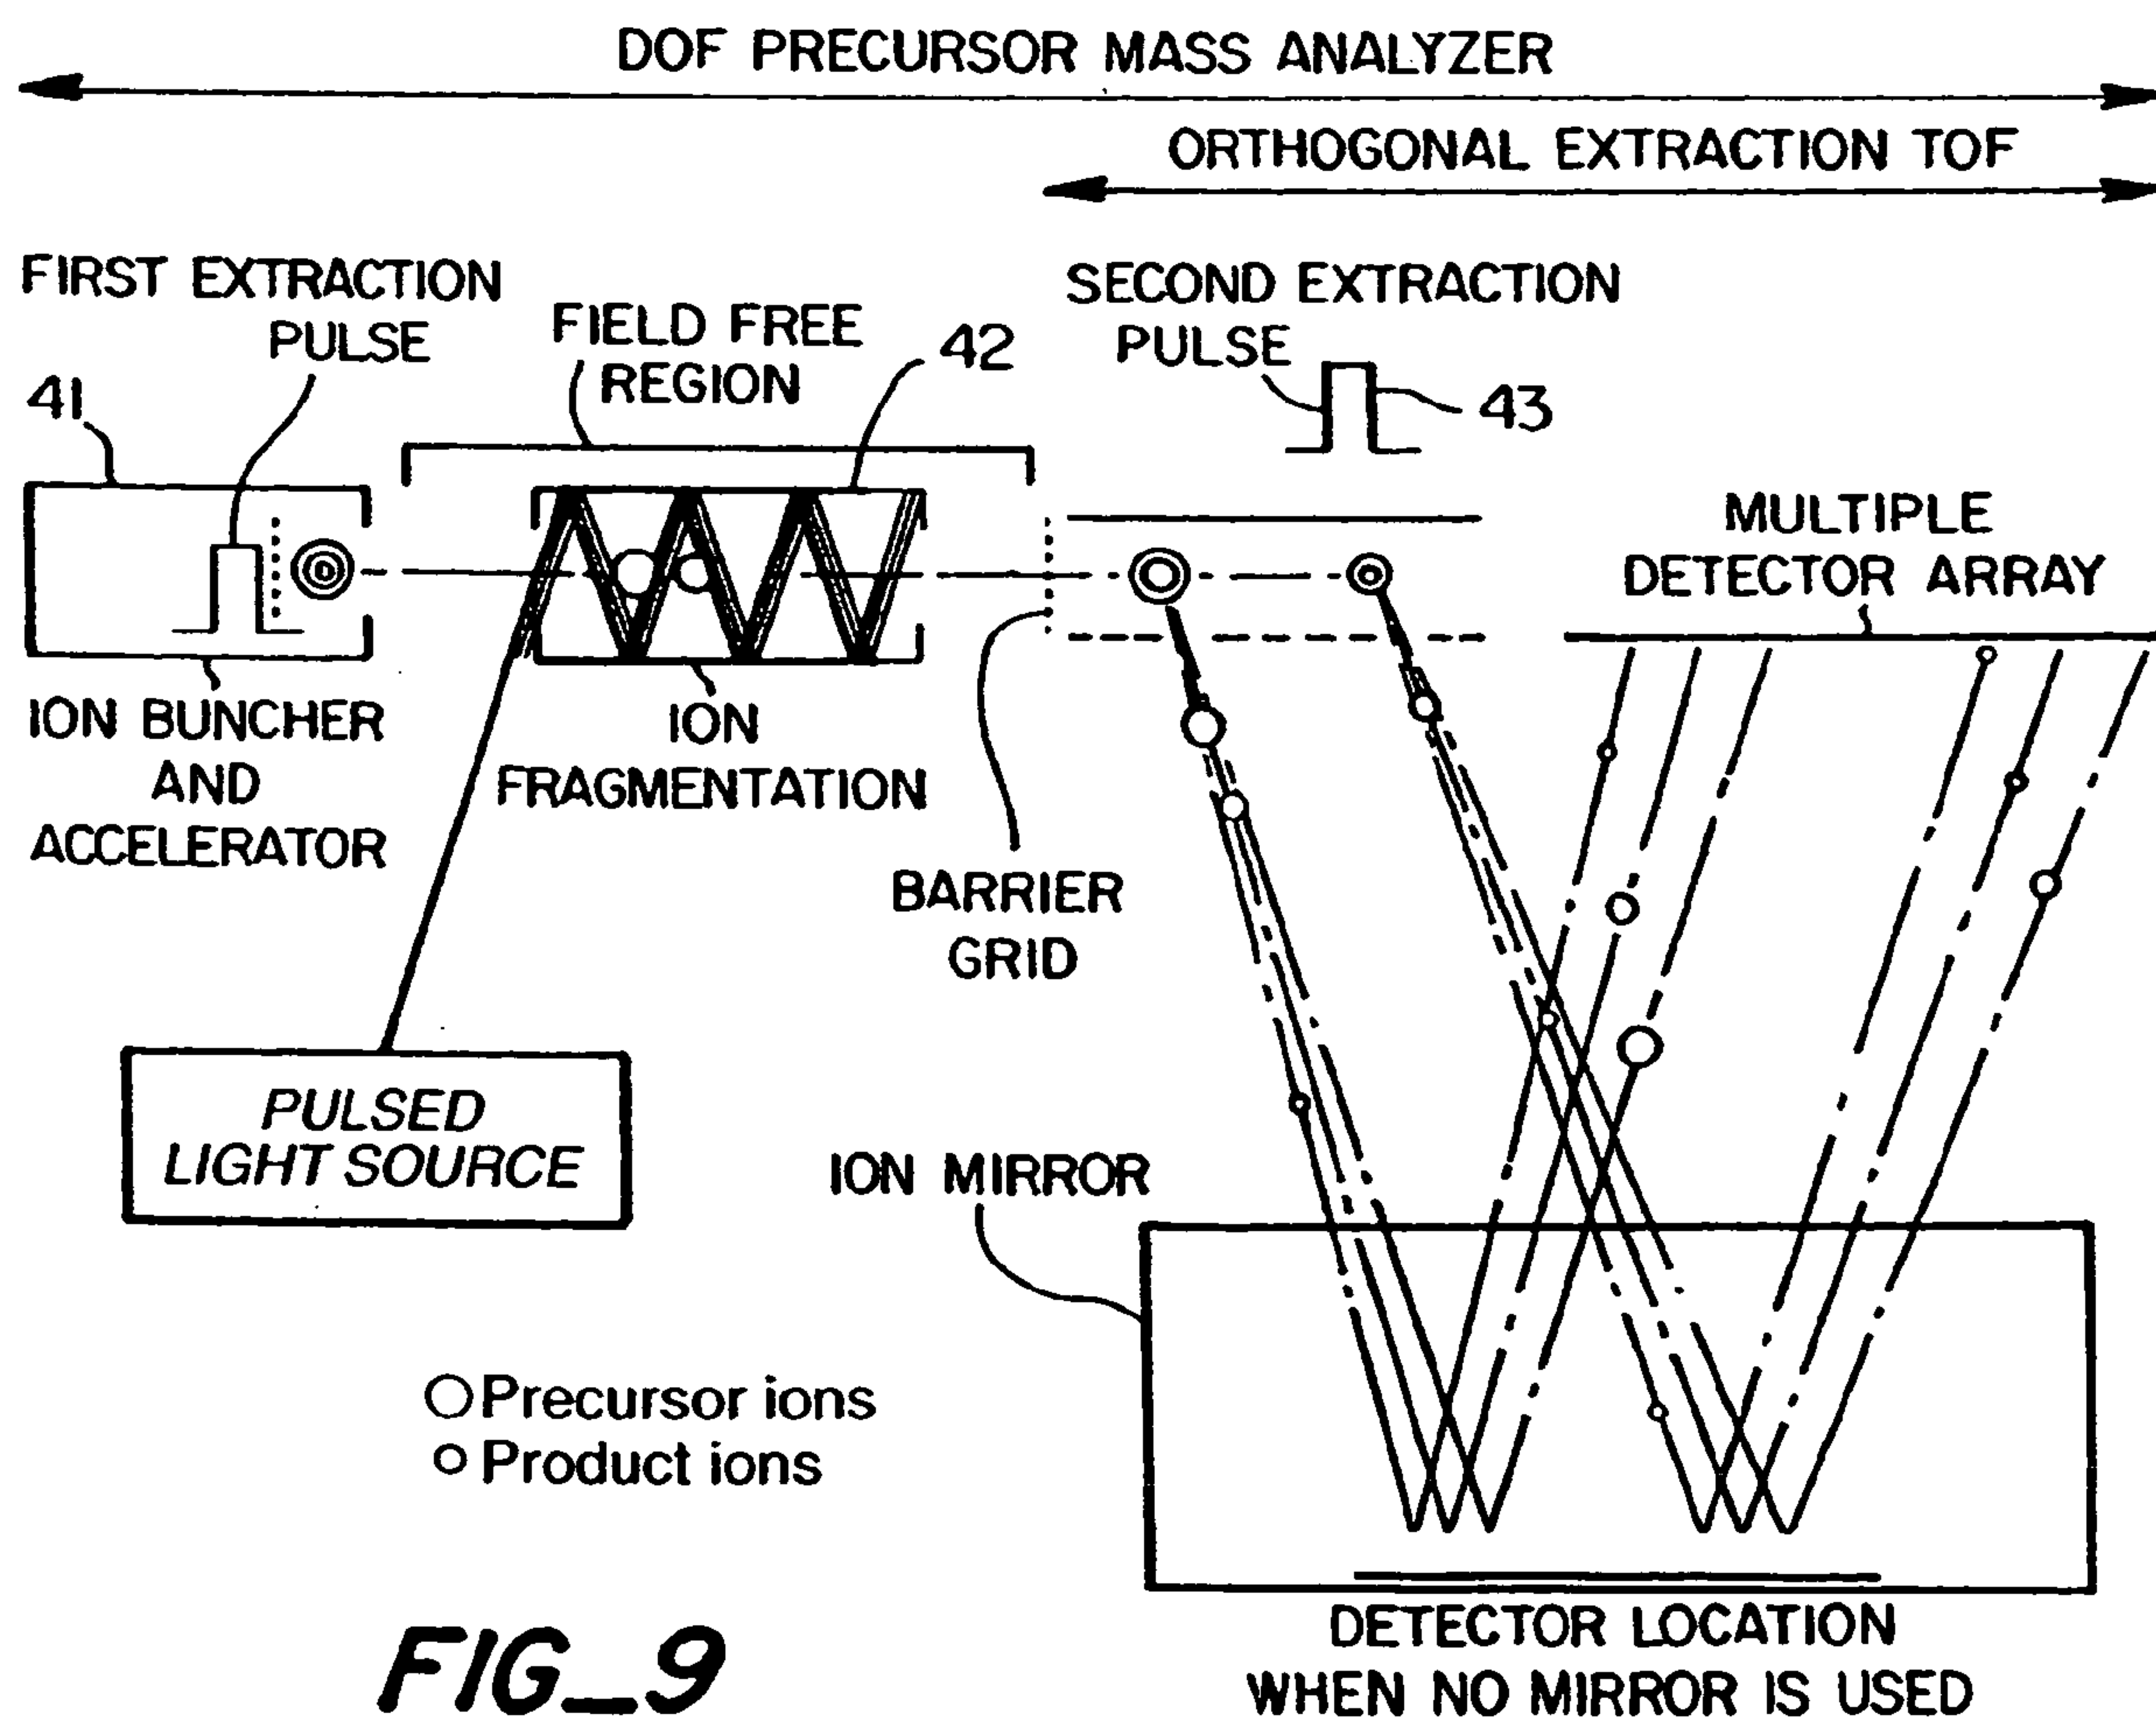 DOF PRECURSOR MASS ANALYZER
ORTHOGONAL EXTRACTION TOF
FIRST EXTRACTION
PULSE
FIELD FREE
REGION
42
SECOND EXTRACTION
PULSE
43
41
MULTIPLE
DETECTOR ARRAY
ION BUNCHER
AND
ACCELERATOR
ION
FRAGMENTATION
BARRIER
GRID
PULSED
LIGHT SOURCE
ION MIRROR
Precursor ions
Product ions
DETECTOR LOCATION
WHEN NO MIRROR IS USED
FIG_9